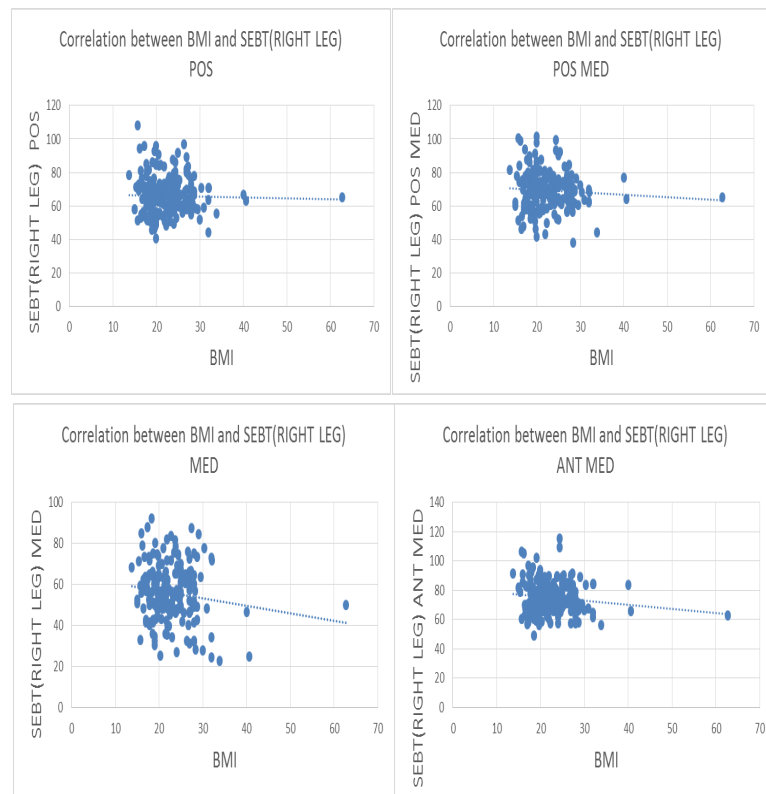 Correlation between BMI and SEBT(RIGHT LEG)
POS
120
100
80
60
40
20
0
0 10 20 30 40 50 60 70
SEBT(RIGHT LEG) POS
BMI
Correlation between BMI and SEBT(RIGHT LEG)
POS MED
120
100
80
60
40
20
0
0 10 20 30 40 50 60 70
SEBT(RIGHT LEG) POS MED
BMI
Correlation between BMI and SEBT(RIGHT LEG)
MED
100
80
60
40
20
0
0 10 20 30 40 50 60 70
SEBT(RIGHT LEG) MED
BMI
Correlation between BMI and SEBT(RIGHT LEG)
ANT MED
140
120
100
80
60
40
20
0
0 10 20 30 40 50 60 70
SEBT(RIGHT LEG) ANT MED
BMI